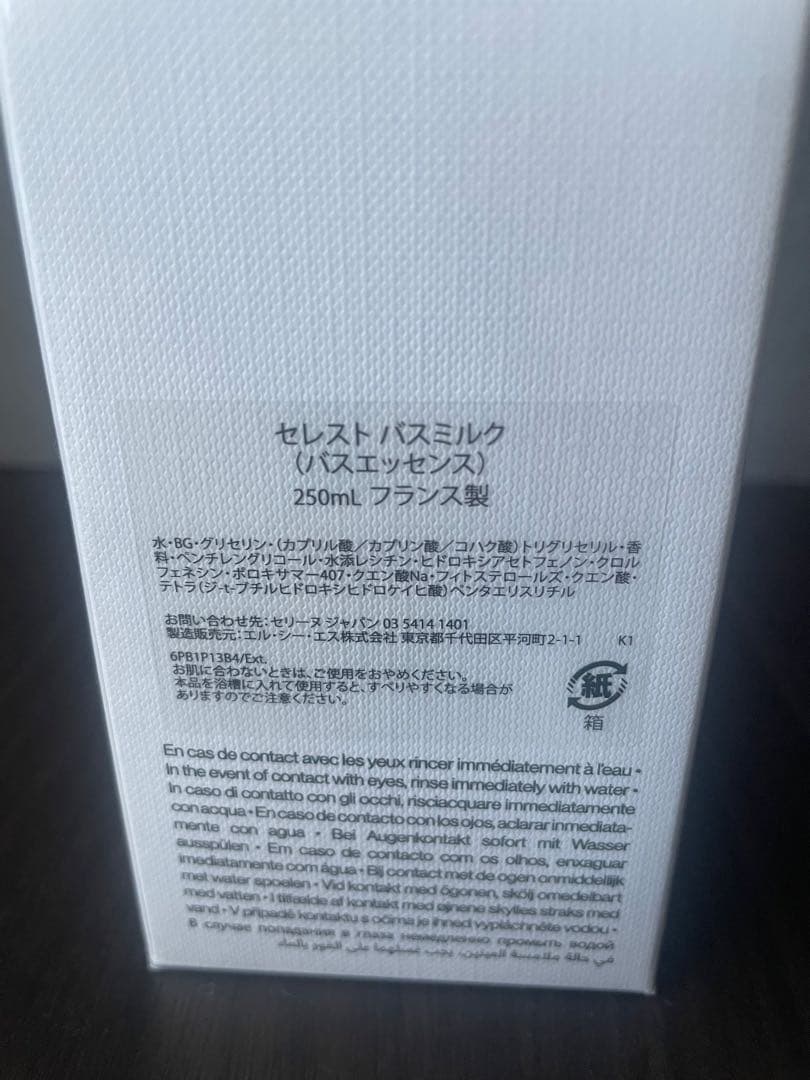 セレスト バスミルク
（バスエッセンス）
250mL フランス製
水・BG・グリセリン・（カプリル酸／カプリン酸／コハク酸）トリグリセリル・香
料・ペンチレングリコール・水添レシチン・ヒドロキシアセトフェノン・クロル
フェネシン・ポロキサマー407・クエン酸Na・フィトステロールズ・クエン酸・
テトラ（ジ-t-ブチルヒドロキシヒドロケイヒ酸）ペンタエリスリチル
お問い合わせ先：セリーヌ ジャパン 03 5414 1401
製造販売元：エル・シー・エス株式会社 東京都千代田区平河町2-1-1 K1
6PB1P13B4/Ext.
お肌に合わないときは、ご使用をおやめください。
本品を浴槽に入れて使用すると、すべりやすくなる場合が
ありますのでご注意ください。
紙
箱
En cas de contact avec les yeux rincer immédiatement à l'eau •
In the event of contact with eyes, rinse immediately with water •
In caso di contatto con gli occhi, risciacquare immediatamente
con acqua • En caso de contacto con los ojos, aclarar inmediata-
mente con agua • Bei Augenkontakt sofort mit Wasser
ausspülen • Em caso de contacto com os olhos, enxaguar
imediatamente com água • Bij contact met de ogen onmiddellijk
met water spoelen • Vid kontakt med ögonen, skölj omedelbart
med vatten • I tilfælde af kontakt med øjnene skylles straks med
vand • V případě kontaktu s očima je ihned vypláchněte vodou •
В случае попадания в глаза немедленно промыть водой
في حالة ملامسة العينين، يجب غسلهما على الفور بالماء